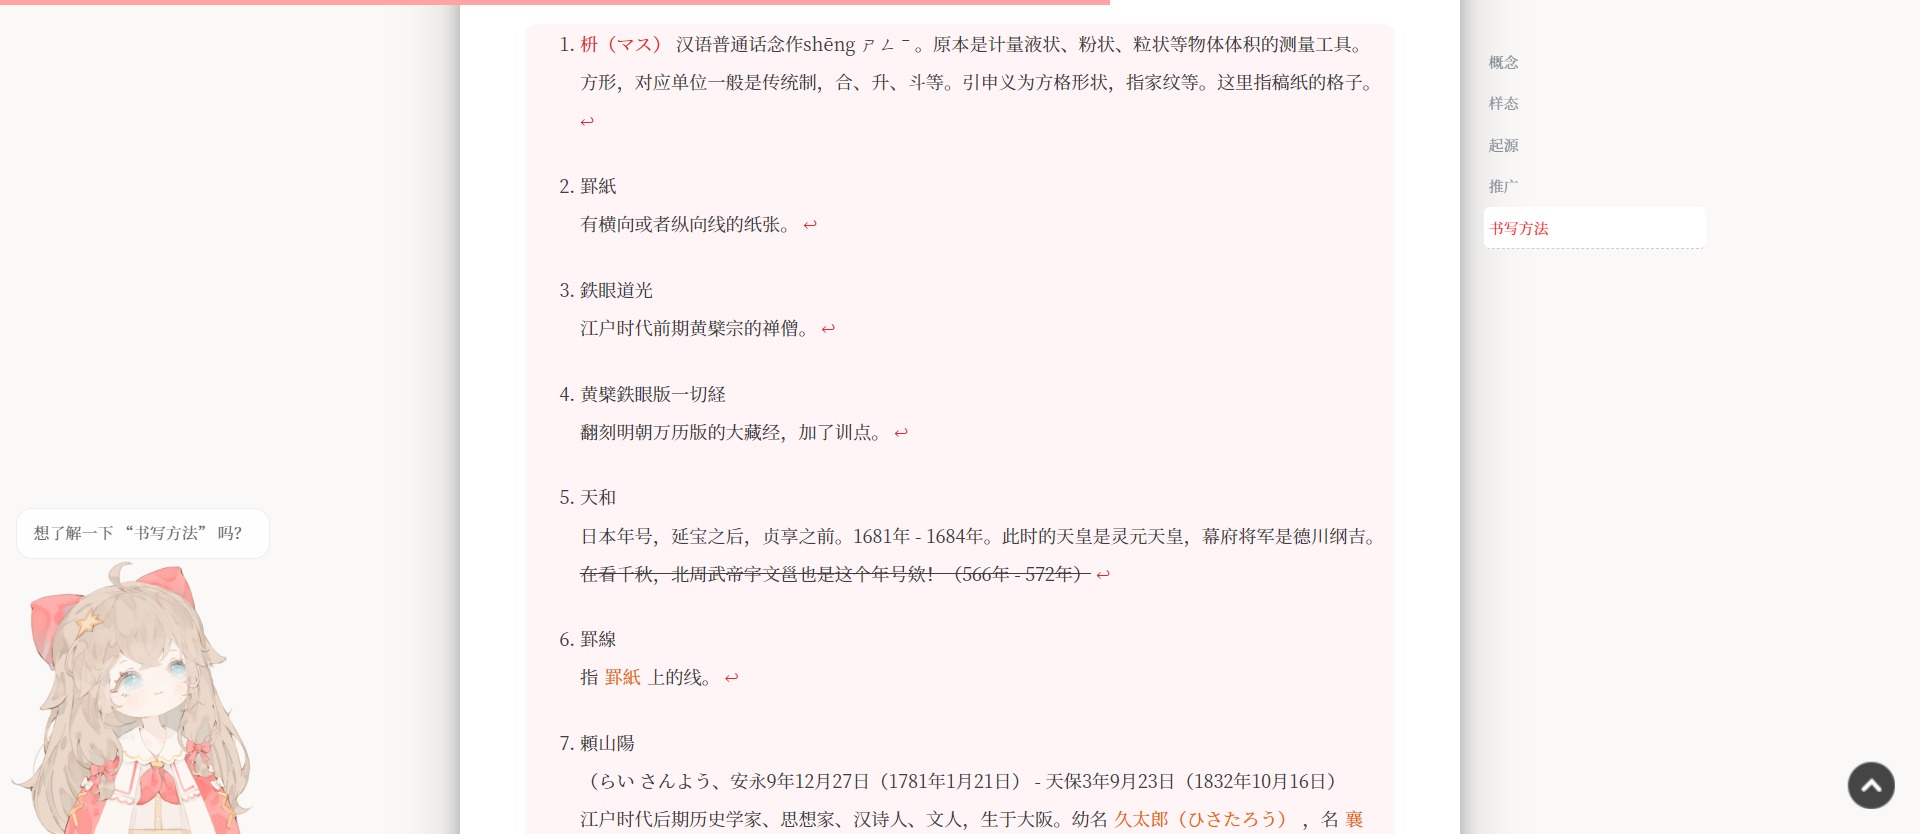 1. 枡（マス） 汉语普通话念作shēng ㄕㄥˉ。原本是计量液状、粉状、粒状等物体体积的测量工具。
方形，对应单位一般是传统制，合、升、斗等。引申义为方格形状，指家纹等。这里指稿纸的格子。
↩
2. 罫紙
有横向或者纵向线的纸张。 ↩
3. 鉄眼道光
江户时代前期黄檗宗的禅僧。 ↩
4. 黄檗鉄眼版一切経
翻刻明朝万历版的大藏经，加了训点。 ↩
5. 天和
日本年号，延宝之后，贞享之前。1681年 - 1684年。此时的天皇是灵元天皇，幕府将军是德川纲吉。
在看千秋，北周武帝宇文邕也是这个年号欸！（566年 - 572年） ↩
6. 罫線
指 罫紙 上的线。 ↩
7. 頼山陽
（らい さんよう、安永9年12月27日（1781年1月21日） - 天保3年9月23日（1832年10月16日）
江户时代后期历史学家、思想家、汉诗人、文人，生于大阪。幼名 久太郎（ひさたろう） ，名 襄
概念
样态
起源
推广
书写方法
想了解一下 “书写方法” 吗？